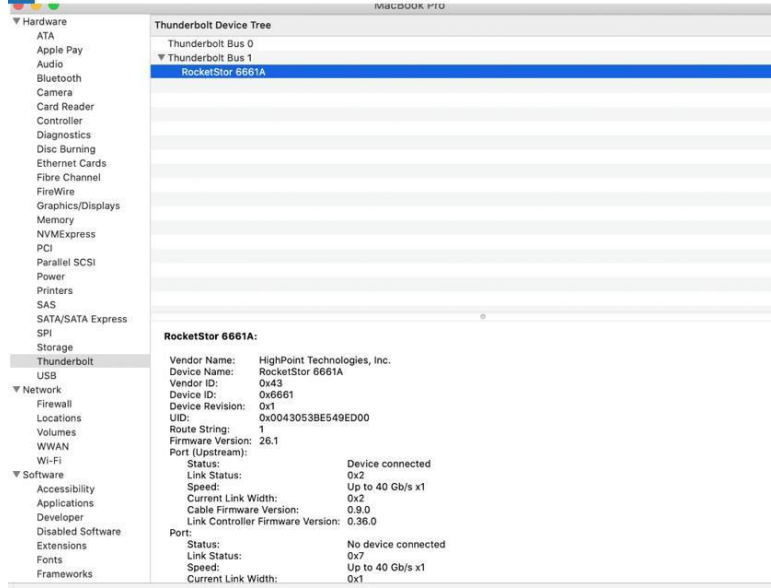 MacBook Pro
Hardware
ATA
Apple Pay
Audio
Bluetooth
Camera
Card Reader
Controller
Diagnostics
Disc Burning
Ethernet Cards
Fibre Channel
FireWire
Graphics/Displays
Memory
NVMExpress
PCI
Parallel SCSI
Power
Printers
SAS
SATA/SATA Express
SPI
Storage
Thunderbolt
USB
Network
Firewall
Locations
Volumes
WWAN
Wi-Fi
Software
Accessibility
Applications
Developer
Disabled Software
Extensions
Fonts
Frameworks
Thunderbolt Device Tree
Thunderbolt Bus 0
Thunderbolt Bus 1
RocketStor 6661A
RocketStor 6661A:
Vendor Name: HighPoint Technologies, Inc.
Device Name: RocketStor 6661A
Vendor ID: 0x43
Device ID: 0x6661
Device Revision: 0x1
UID: 0x0043053BE549ED00
Route String: 1
Firmware Version: 26.1
Port (Upstream):
Status: Device connected
Link Status: 0x2
Speed: Up to 40 Gb/s x1
Current Link Width: 0x2
Cable Firmware Version: 0.9.0
Link Controller Firmware Version: 0.36.0
Port:
Status: No device connected
Link Status: 0x7
Speed: Up to 40 Gb/s x1
Current Link Width: 0x1